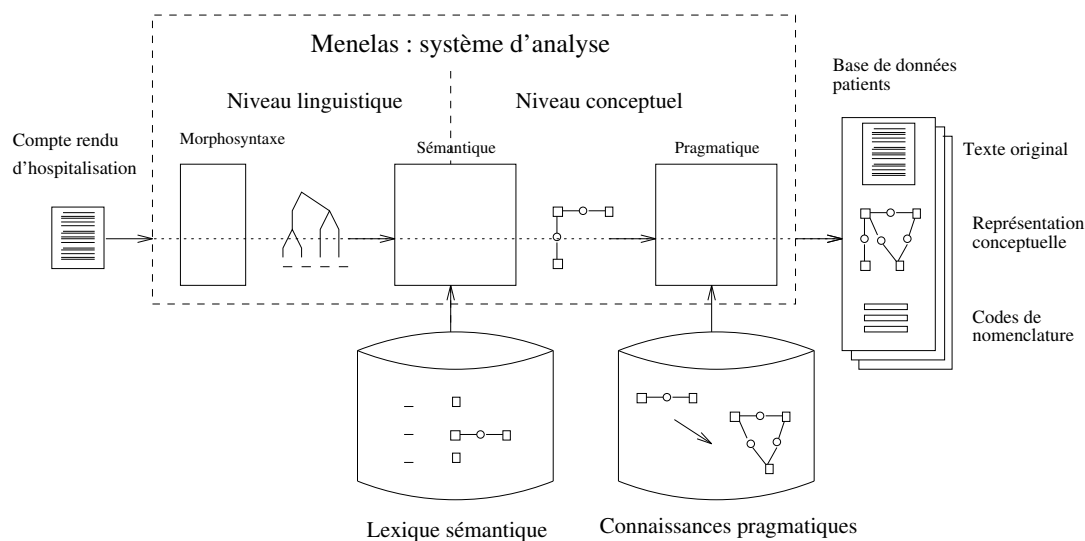 Menelas : système d'analyse
Niveau linguistique
Niveau conceptuel
Base de données
patients
Compte rendu
d'hospitalisation
Morphosyntaxe
Sémantique
Pragmatique
Texte original
Représentation
conceptuelle
Codes de
nomenclature
Lexique sémantique
Connaissances pragmatiques